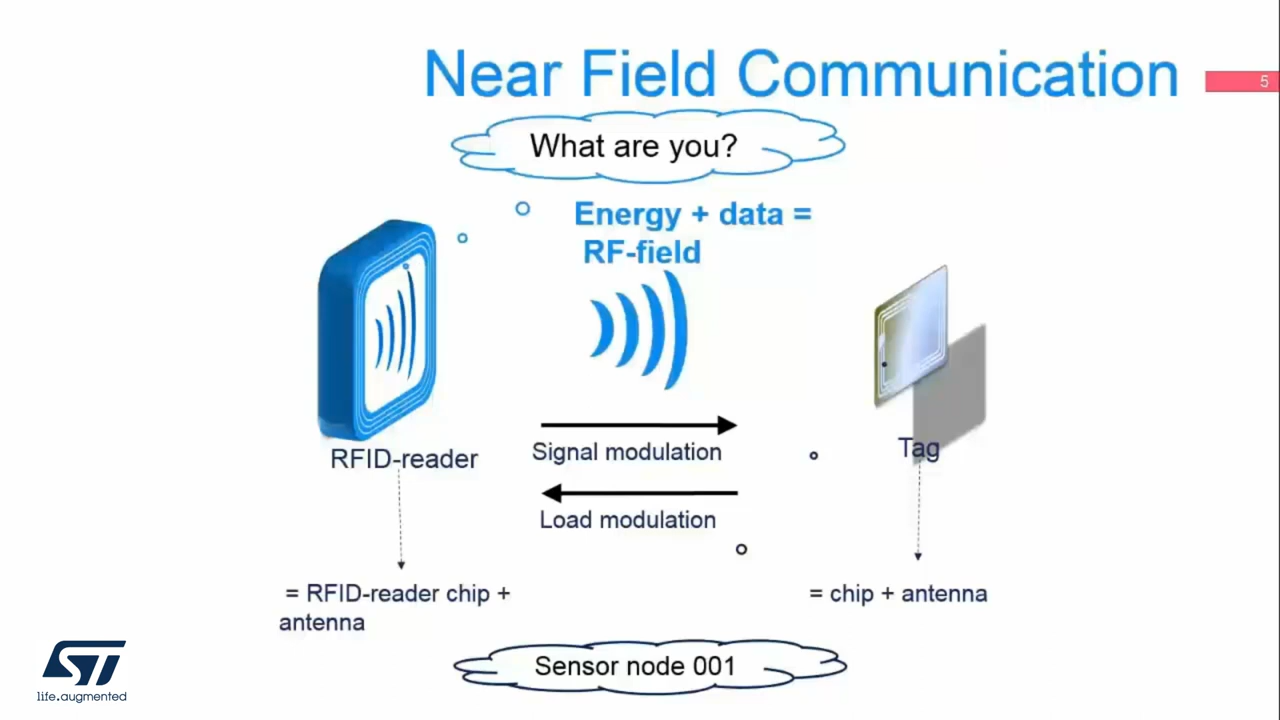 Near Field Communication
5
What are you?
Energy + data =
RF-field
RFID-reader
Signal modulation
Tag
Load modulation
= RFID-reader chip +
antenna
= chip + antenna
Sensor node 001
ST
life.augmented